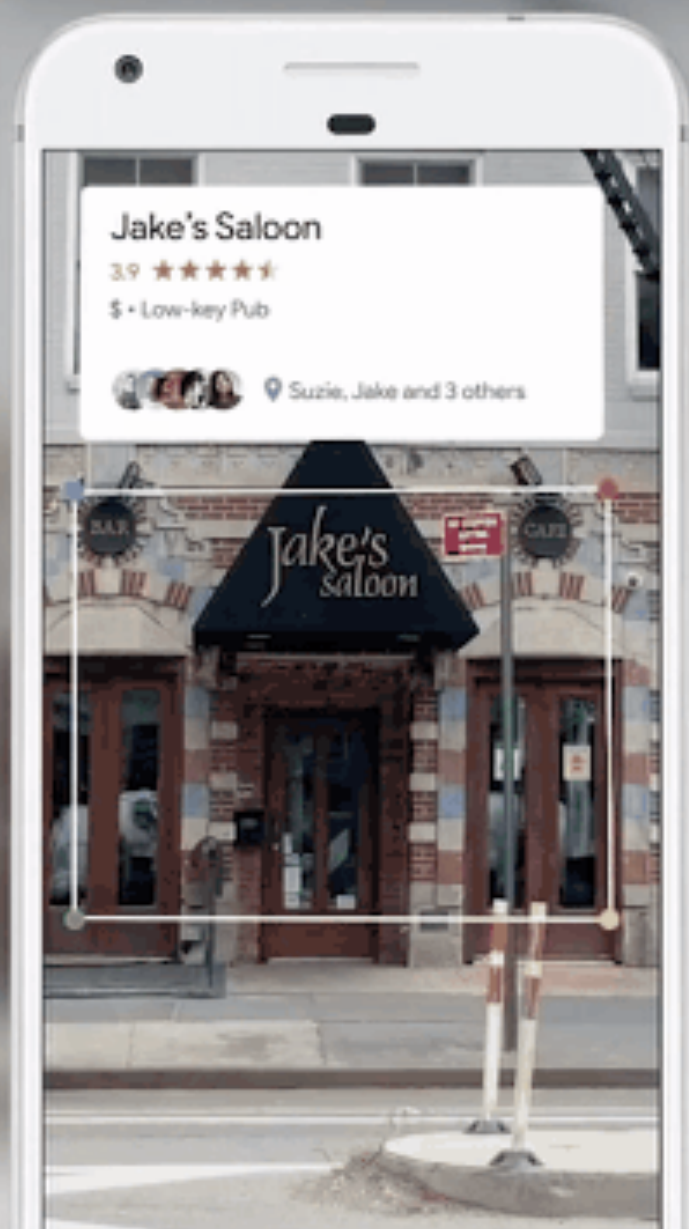 Jake's Saloon
3.9
$ • Low-key Pub
Suzie, Jake and 3 others
BAR
Jake's
saloon
CAFE